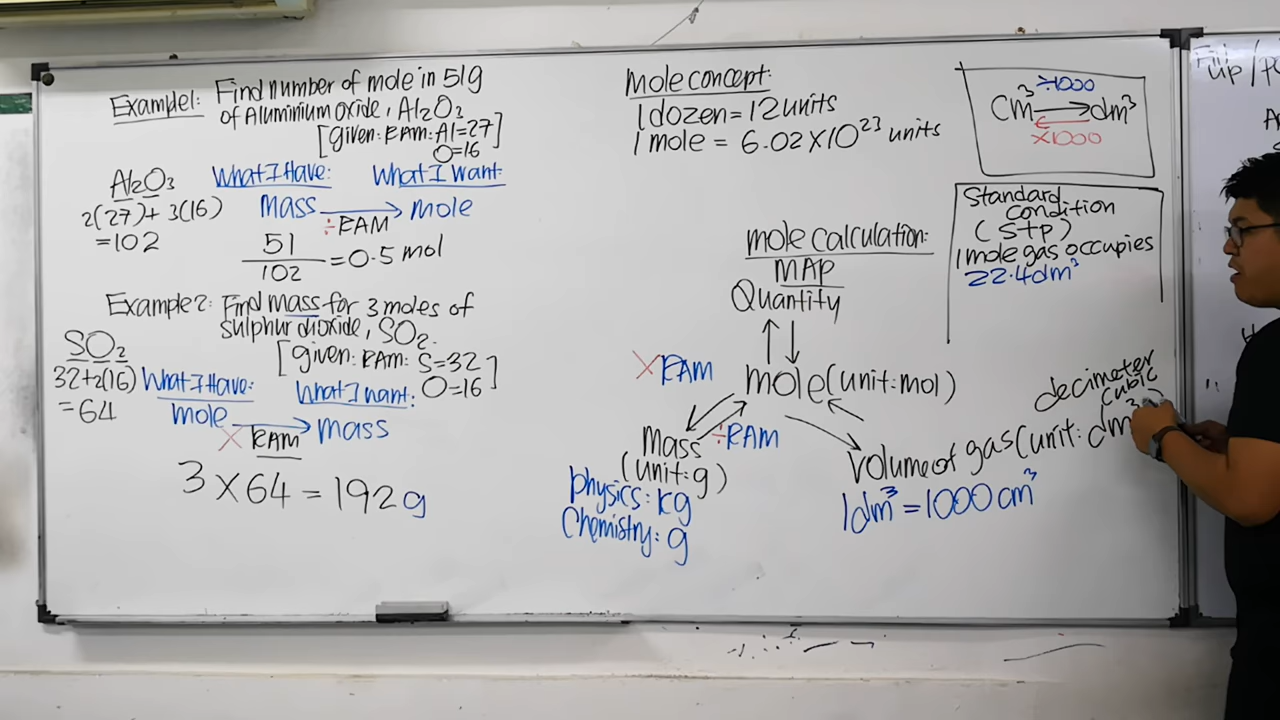 Example1: Find number of mole in 51g
of Aluminium oxide, Al₂O₃
[given: RAM: Al=27]
O=16
Al₂O₃
2(27)+3(16)
=102
What I Have: What I Want:
Mass → mole
÷RAM
51
102
=0.5 mol
Example 2: Find mass for 3 moles of
sulphur dioxide, SO₂.
[given: RAM: S=32]
O=16
SO₂
32+2(16)
=64
What I Have: What I want:
mole → mass
× RAM
3×64=192g
Mole concept:
1 dozen = 12 units
1 mole = 6.02×10²³ units
÷1000
cm³ dm³
×1000
Standard
condition
(stp)
1 mole gas occupies
22.4dm³
mole calculation:
MAP
Quantity
×RAM
mole (unit: mol)
÷RAM
Mass
(unit: g)
physics: kg
Chemistry: g
decimeter
cubic
Volume of gas (unit: dm³
1dm³ = 1000 cm³
up /